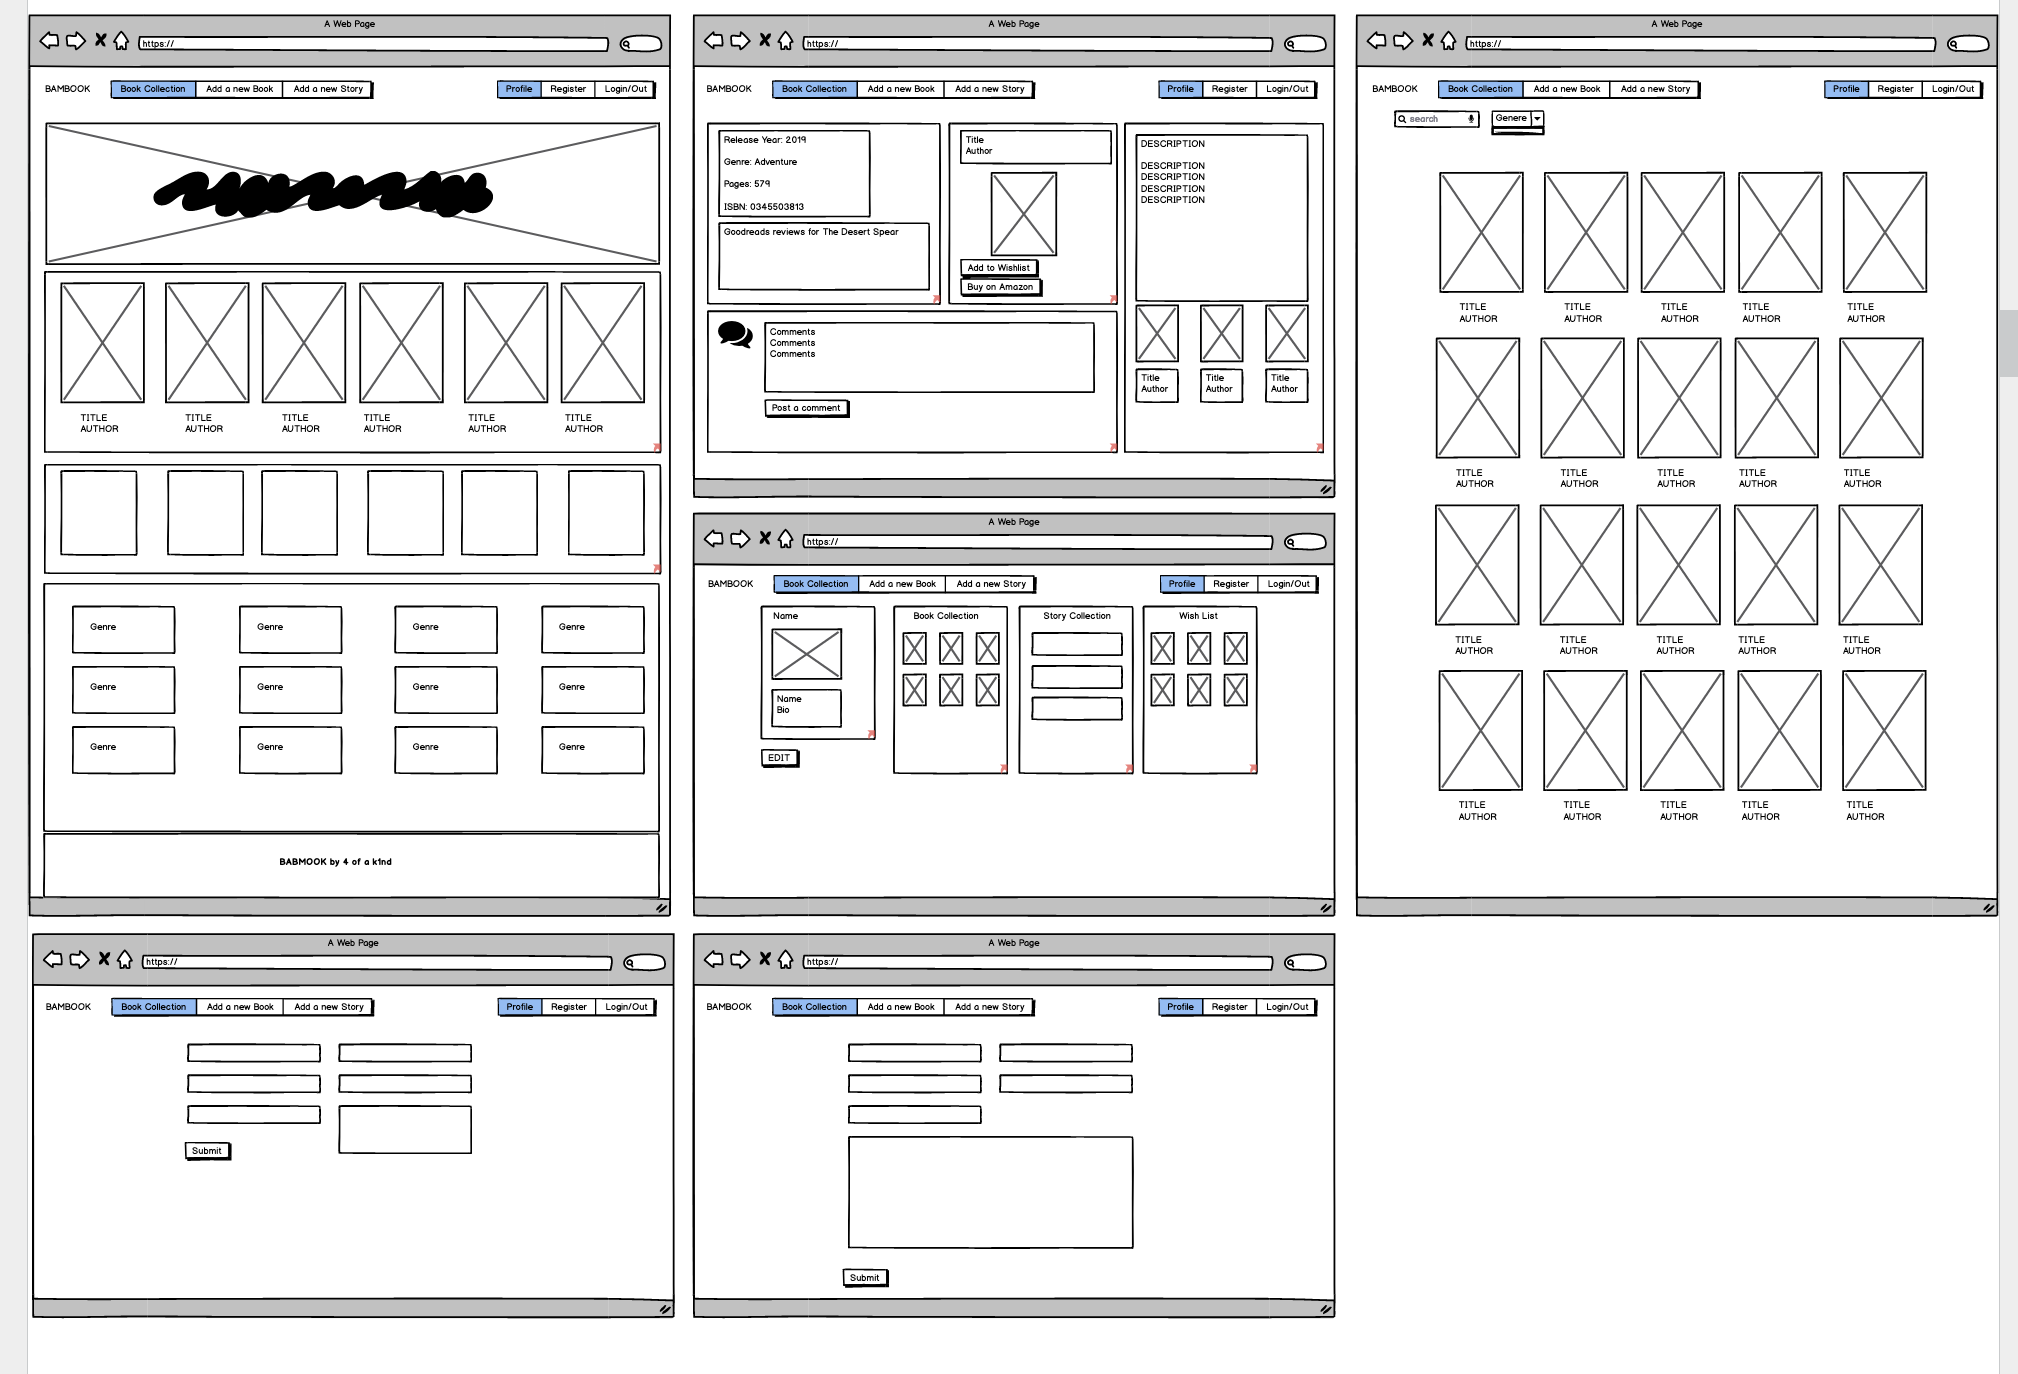 A Web Page
https://
BAMBOOK Book Collection Add a new Book Add a new Story Profile Register Login/Out
TITLE TITLE TITLE TITLE TITLE TITLE
AUTHOR AUTHOR AUTHOR AUTHOR AUTHOR AUTHOR
Genre Genre Genre Genre
Genre Genre Genre Genre
Genre Genre Genre Genre
BABMOOK by 4 of a k1nd
A Web Page
https://
BAMBOOK Book Collection Add a new Book Add a new Story Profile Register Login/Out
Release Year: 2019
Genre: Adventure
Pages: 579
ISBN: 0345503813
Goodreads reviews for The Desert Spear
Title
Author
Add to Wishlist
Buy on Amazon
DESCRIPTION
DESCRIPTION
DESCRIPTION
DESCRIPTION
DESCRIPTION
Title Title Title
Author Author Author
Comments
Comments
Comments
Post a comment
A Web Page
https://
BAMBOOK Book Collection Add a new Book Add a new Story Profile Register Login/Out
Name
Name
Bio
EDIT
Book Collection
Story Collection
Wish List
A Web Page
https://
BAMBOOK Book Collection Add a new Book Add a new Story Profile Register Login/Out
search Genere
TITLE TITLE TITLE TITLE TITLE
AUTHOR AUTHOR AUTHOR AUTHOR AUTHOR
TITLE TITLE TITLE TITLE TITLE
AUTHOR AUTHOR AUTHOR AUTHOR AUTHOR
TITLE TITLE TITLE TITLE TITLE
AUTHOR AUTHOR AUTHOR AUTHOR AUTHOR
TITLE TITLE TITLE TITLE TITLE
AUTHOR AUTHOR AUTHOR AUTHOR AUTHOR
A Web Page
https://
BAMBOOK Book Collection Add a new Book Add a new Story Profile Register Login/Out
Submit
A Web Page
https://
BAMBOOK Book Collection Add a new Book Add a new Story Profile Register Login/Out
Submit